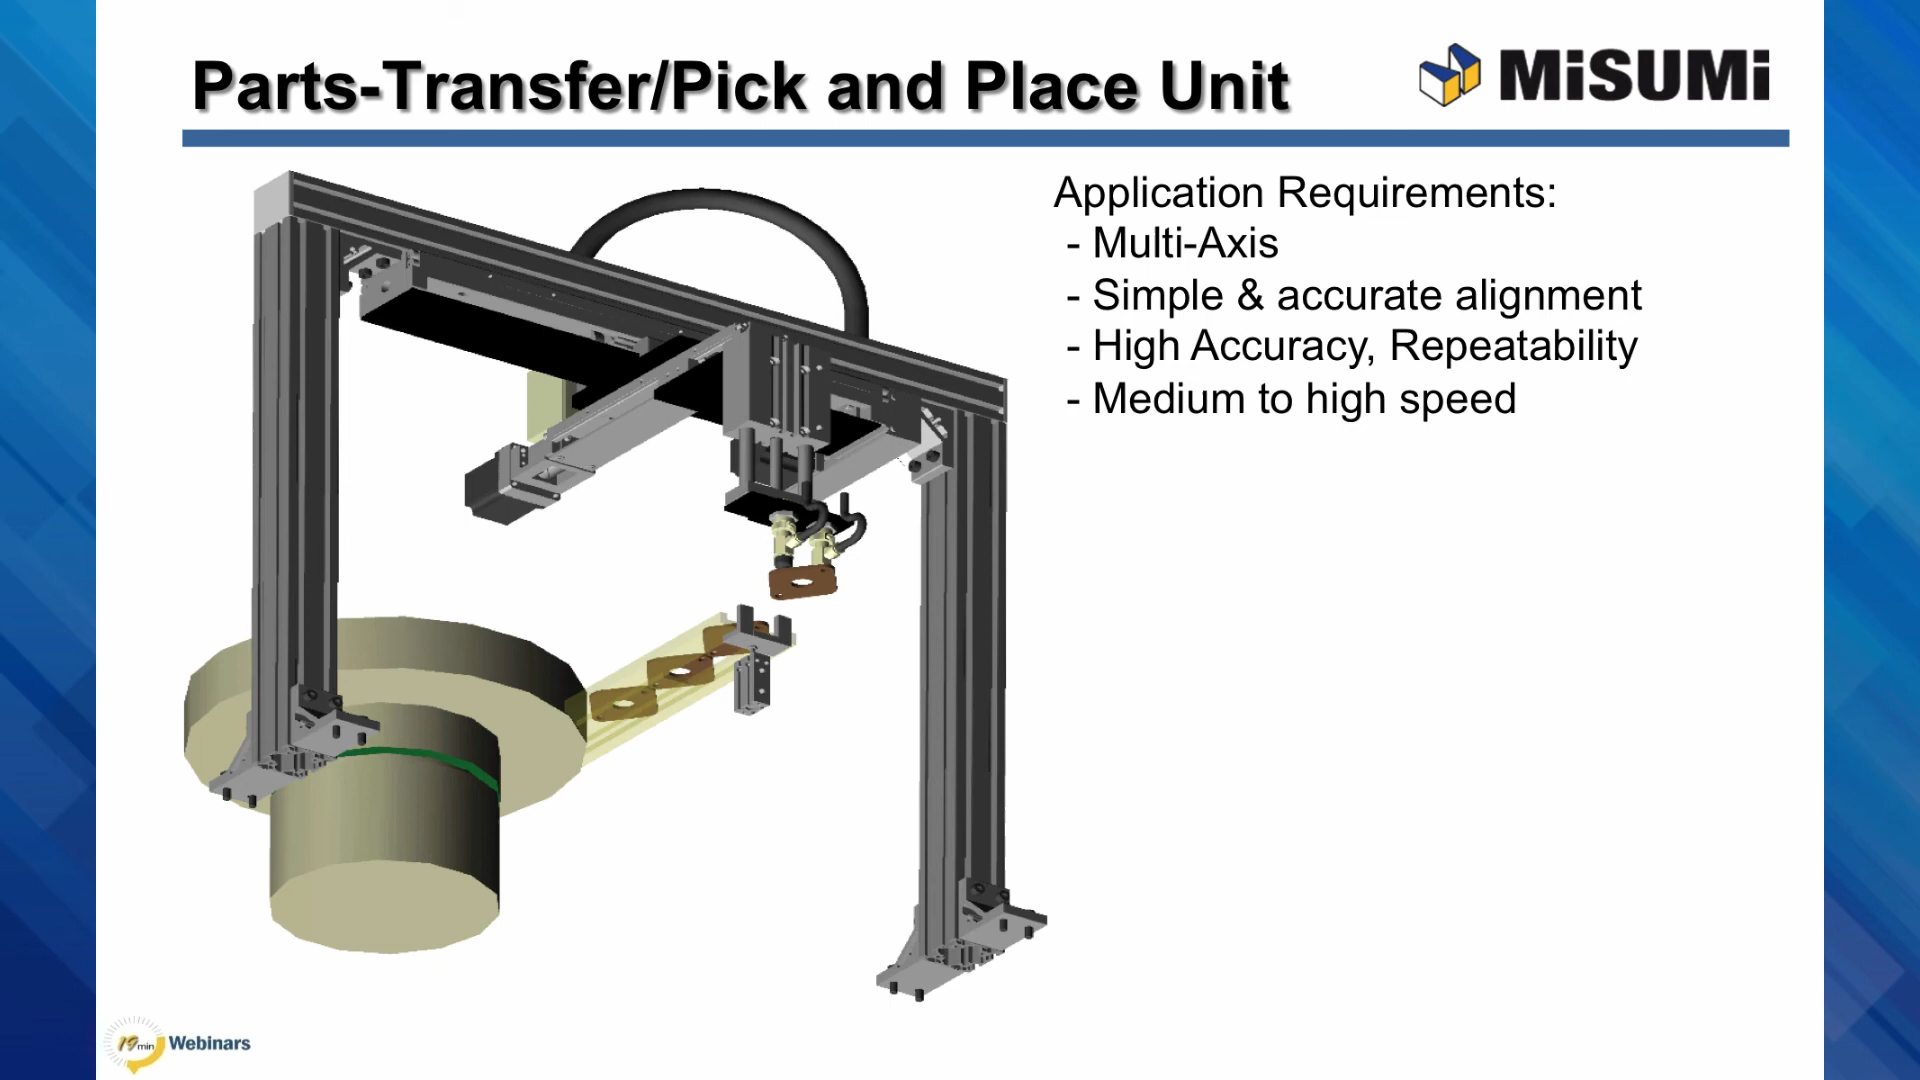 Parts-Transfer/Pick and Place Unit
MiSUMi
Application Requirements:
- Multi-Axis
- Simple & accurate alignment
- High Accuracy, Repeatability
- Medium to high speed
19min Webinars